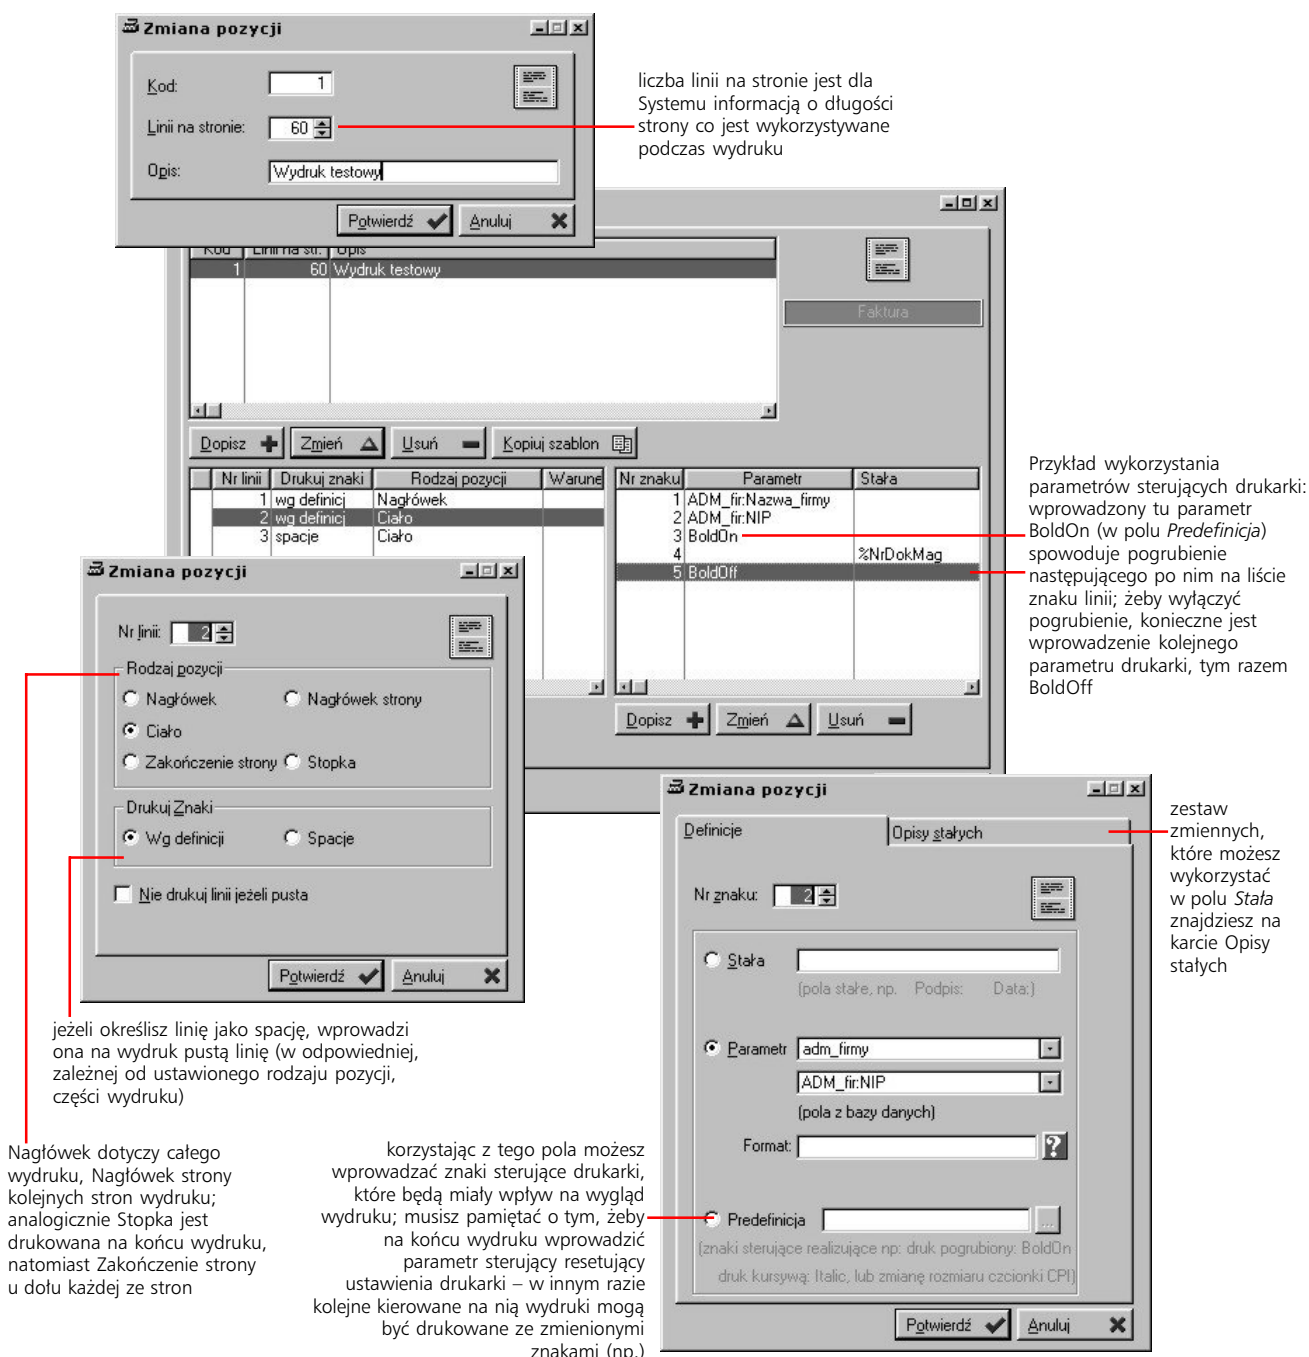 Zmiana pozycji
Kod: 1
Linii na stronie: 60
Opis: Wydruk testowy
Potwierdź Anuluj
liczba linii na stronie jest dla
Systemu informacją o długości
strony co jest wykorzystywane
podczas wydruku
Kod Linii na str. Opis
1 60 Wydruk testowy
Faktura
Dopisz Zmień Usuń Kopiuj szablon
Nr linii Drukuj znaki Rodzaj pozycji Warune
1 wg definicj Nagłówek
2 wg definicj Ciało
3 spacje Ciało
Nr znaku Parametr Stała
1 ADM_fir:Nazwa_firmy
2 ADM_fir:NIP
3 BoldOn
4 %NrDokMag
5 BoldOff
Dopisz Zmień Usuń
Przykład wykorzystania
parametrów sterujących drukarki:
wprowadzony tu parametr
BoldOn (w polu Predefinicja)
spowoduje pogrubienie
następującego po nim na liście
znaku linii; żeby wyłączyć
pogrubienie, konieczne jest
wprowadzenie kolejnego
parametru drukarki, tym razem
BoldOff
Zmiana pozycji
Nr linii: 2
Rodzaj pozycji
Nagłówek Nagłówek strony
Ciało
Zakończenie strony Stopka
Drukuj Znaki
Wg definicji Spacje
Nie drukuj linii jeżeli pusta
Potwierdź Anuluj
jeżeli określisz linię jako spację, wprowadzi
ona na wydruk pustą linię (w odpowiedniej,
zależnej od ustawionego rodzaju pozycji,
części wydruku)
Nagłówek dotyczy całego
wydruku, Nagłówek strony
kolejnych stron wydruku;
analogicznie Stopka jest
drukowana na końcu wydruku,
natomiast Zakończenie strony
u dołu każdej ze stron
korzystając z tego pola możesz
wprowadzać znaki sterujące drukarki,
które będą miały wpływ na wygląd
wydruku; musisz pamiętać o tym, żeby
na końcu wydruku wprowadzić
parametr sterujący resetujący
ustawienia drukarki – w innym razie
kolejne kierowane na nią wydruki mogą
być drukowane ze zmienionymi
znakami (np.)
Zmiana pozycji
Definicje Opisy stałych
Nr znaku: 2
Stała
(pola stałe, np. Podpis: Data:)
Parametr adm_firmy
ADM_fir:NIP
(pola z bazy danych)
Format: ?
Predefinicja ...
(znaki sterujące realizujące np: druk pogrubiony: BoldOn
druk kursywą: Italic, lub zmianę rozmiaru czcionki CPI)
Potwierdź Anuluj
zestaw
zmiennych,
które możesz
wykorzystać
w polu Stała
znajdziesz na
karcie Opisy
stałych